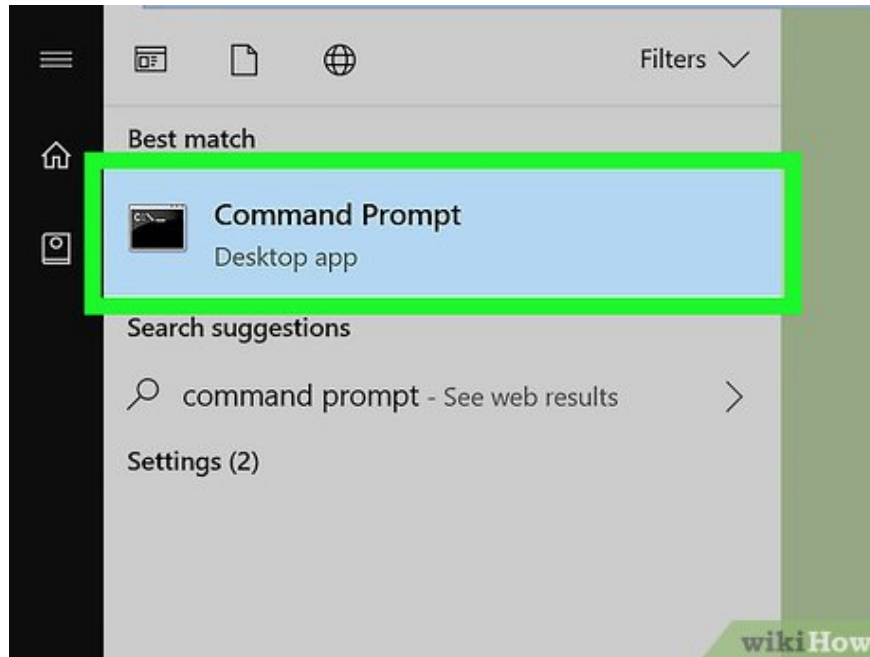 Filters
Best match
Command Prompt
Desktop app
Search suggestions
command prompt - See web results
Settings (2)
wikiHow